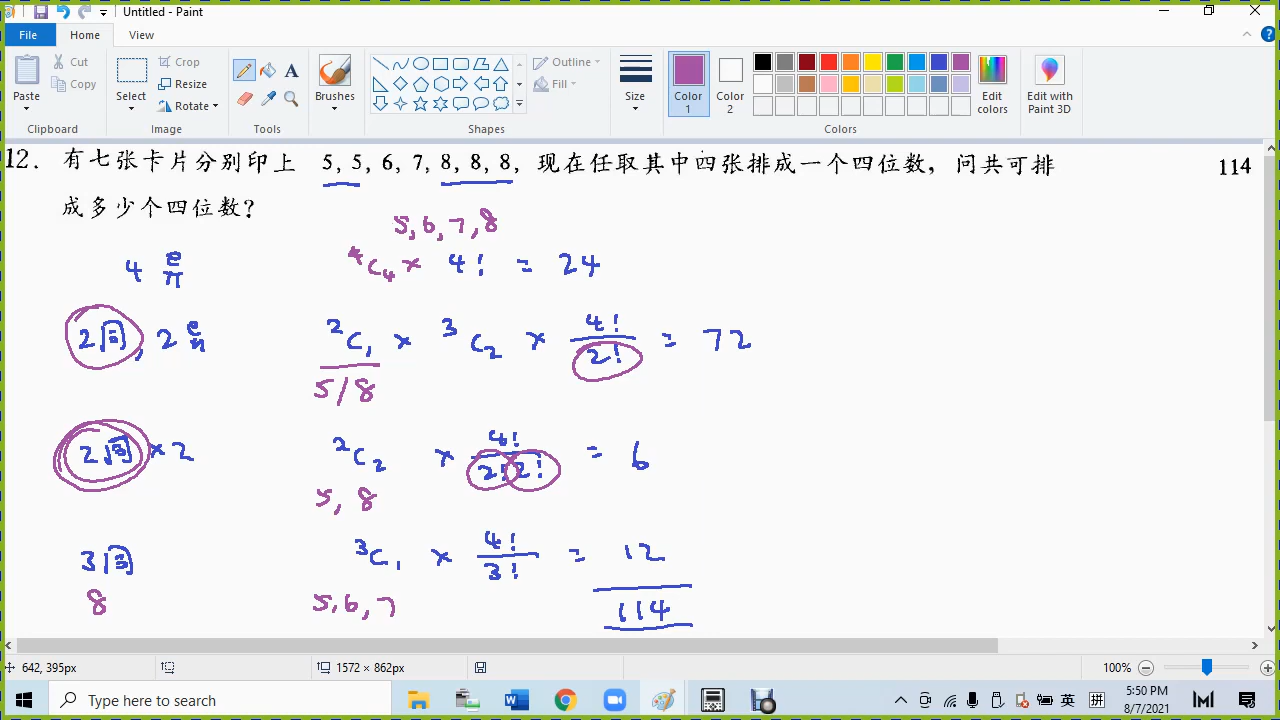 Untitled - Paint
File Home View
Paste Cut Copy Clipboard
Select Crop Resize Rotate Image
A Tools
Brushes
Outline Fill Shapes
Size
Color 1 Color 2 Edit colors Colors
Edit with Paint 3D
12. 有七张卡片分别印上 5, 5, 6, 7, 8, 8, 8, 现在任取其中四张排成一个四位数, 问共可排 114
成多少个四位数?
5, 6, 7, 8
4 ⁴C₄ × 4! = 24
2同, 2 ²C₁ × ³C₂ × 4!/2! = 72
5/8
2同 × 2 ²C₂ × 4!/2!2! = 6
5, 8
3同 ³C₁ × 4!/3! = 12
8 5, 6, 7 114
642, 395px 1572 × 862px 100%
Type here to search 英 拼 5:50 PM
8/7/2021